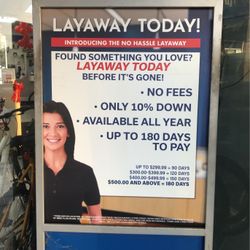 LAYAWAY TODAY!
INTRODUCING THE NO HASSLE LAYAWAY
FOUND SOMETHING YOU LOVE?
LAYAWAY TODAY
BEFORE IT'S GONE!
• NO FEES
• ONLY 10% DOWN
• AVAILABLE ALL YEAR
• UP TO 180 DAYS
TO PAY
UP TO $299.99 = 90 DAYS
$300.00-$399.99 = 120 DAYS
$400.00-$499.99 = 150 DAYS
$500.00 AND ABOVE = 180 DAYS